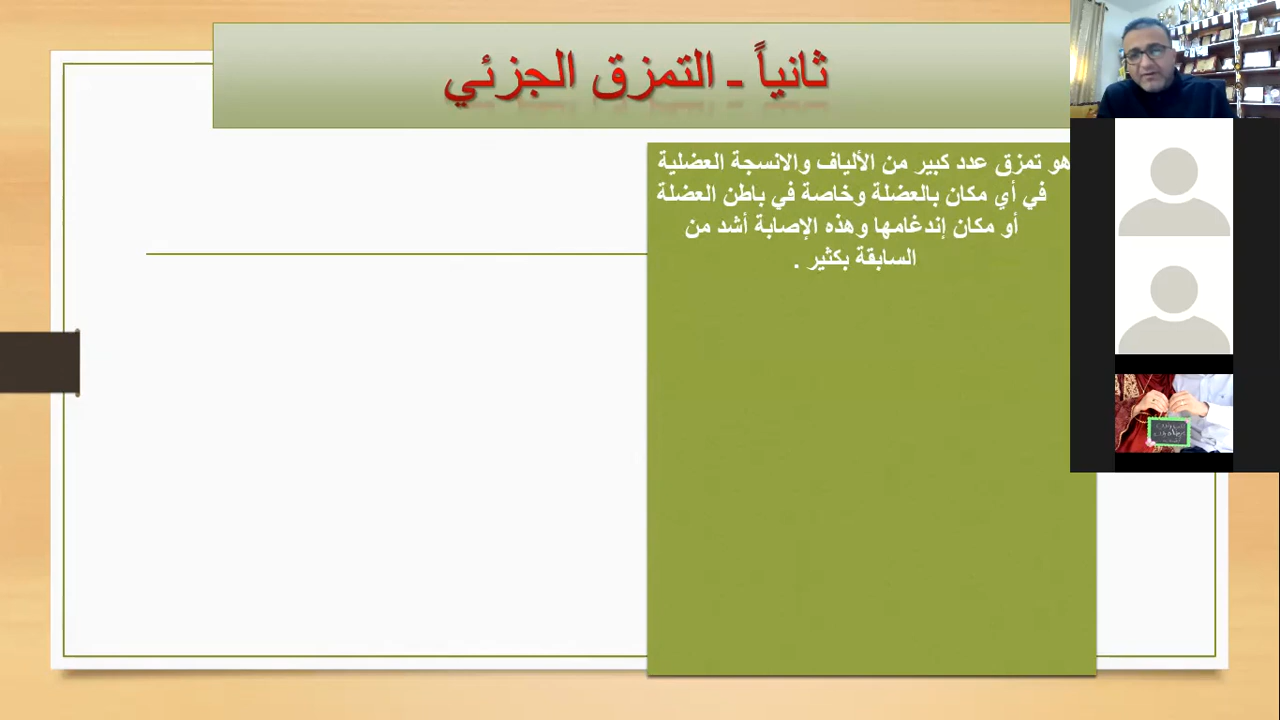 ثانياً ـ التمزق الجزئي
هو تمزق عدد كبير من الألياف والانسجة العضلية
في أي مكان بالعضلة وخاصة في باطن العضلة
أو مكان إندغامها وهذه الإصابة أشد من
السابقة بكثير .